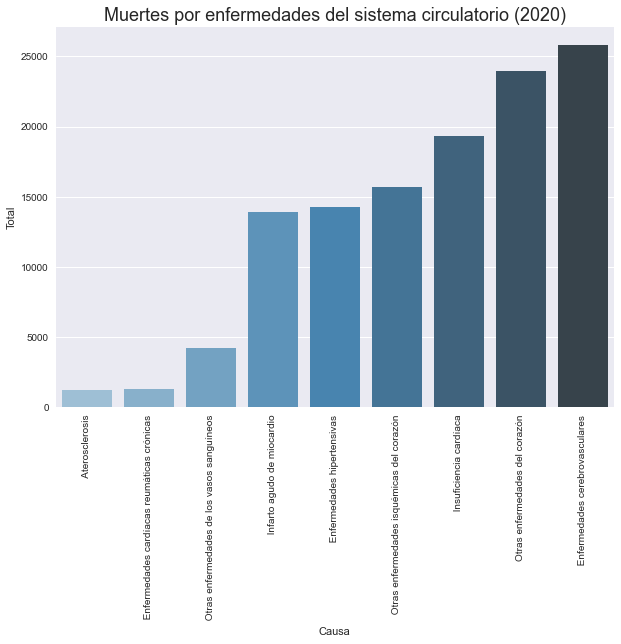 Muertes por enfermedades del sistema circulatorio (2020)
Total
25000
20000
15000
10000
5000
0
Aterosclerosis
Enfermedades cardiacas reumáticas crónicas
Otras enfermedades de los vasos sanguíneos
Infarto agudo de miocardio
Enfermedades hipertensivas
Otras enfermedades isquémicas del corazón
Insuficiencia cardíaca
Otras enfermedades del corazón
Enfermedades cerebrovasculares
Causa